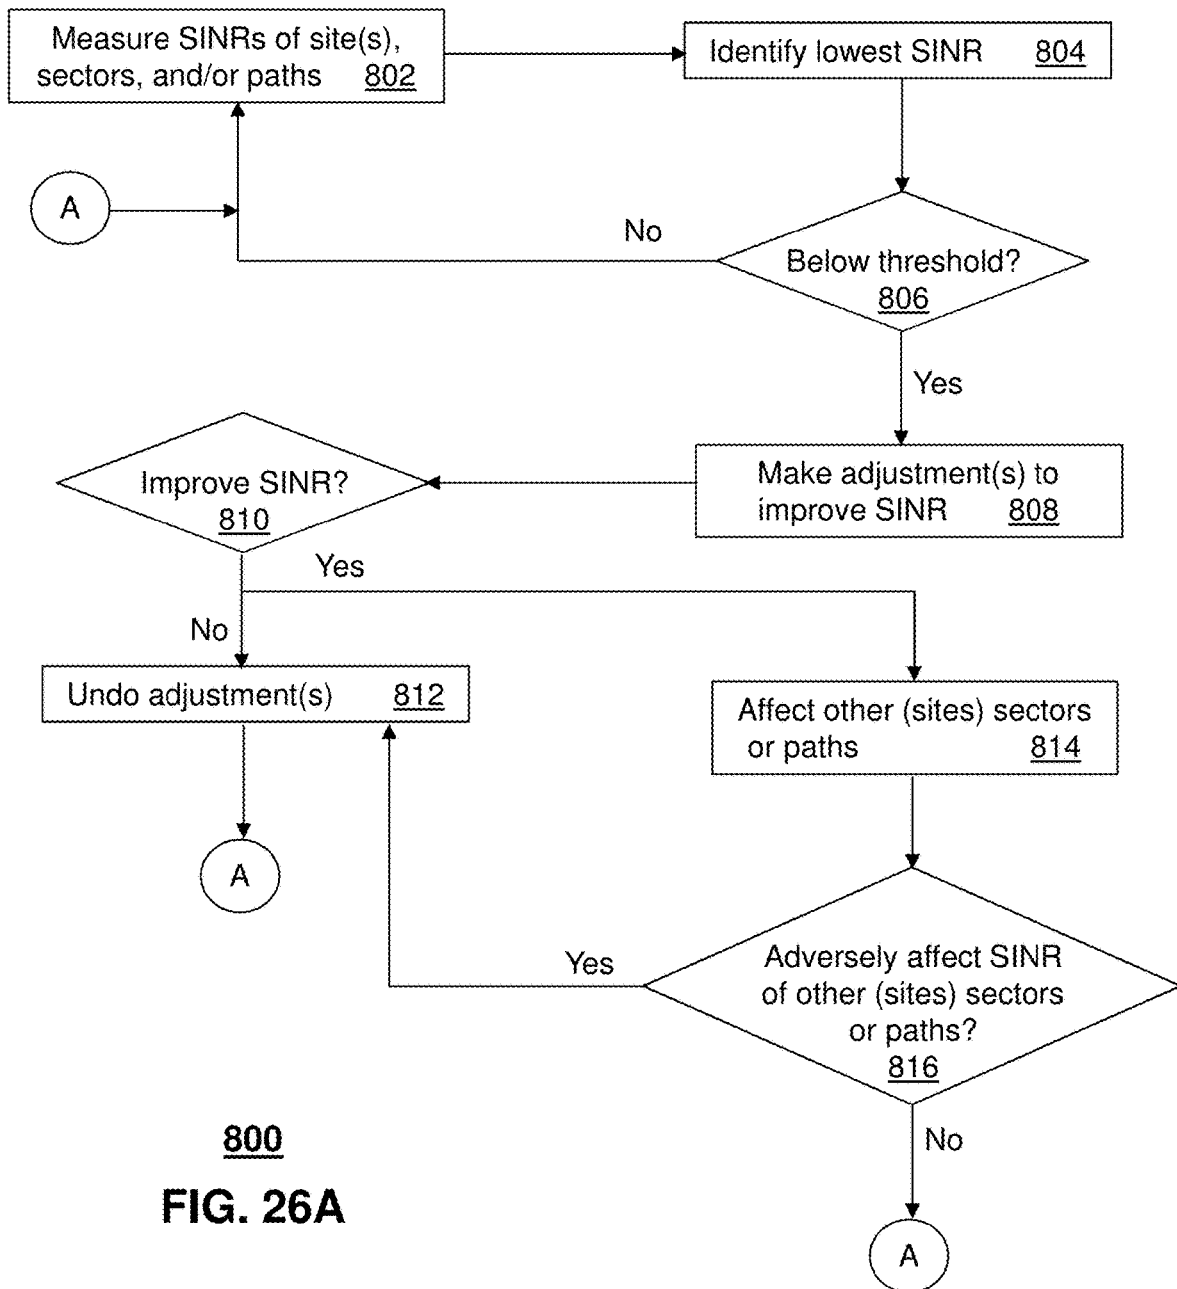 Measure SINRs of site(s),
sectors, and/or paths 802
Identify lowest SINR 804
A
No
Below threshold?
806
Yes
Improve SINR?
810
Make adjustment(s) to
improve SINR 808
Yes
No
Undo adjustment(s) 812
Affect other (sites) sectors
or paths 814
A
Yes
Adversely affect SINR
of other (sites) sectors
or paths?
816
No
800
FIG. 26A
A